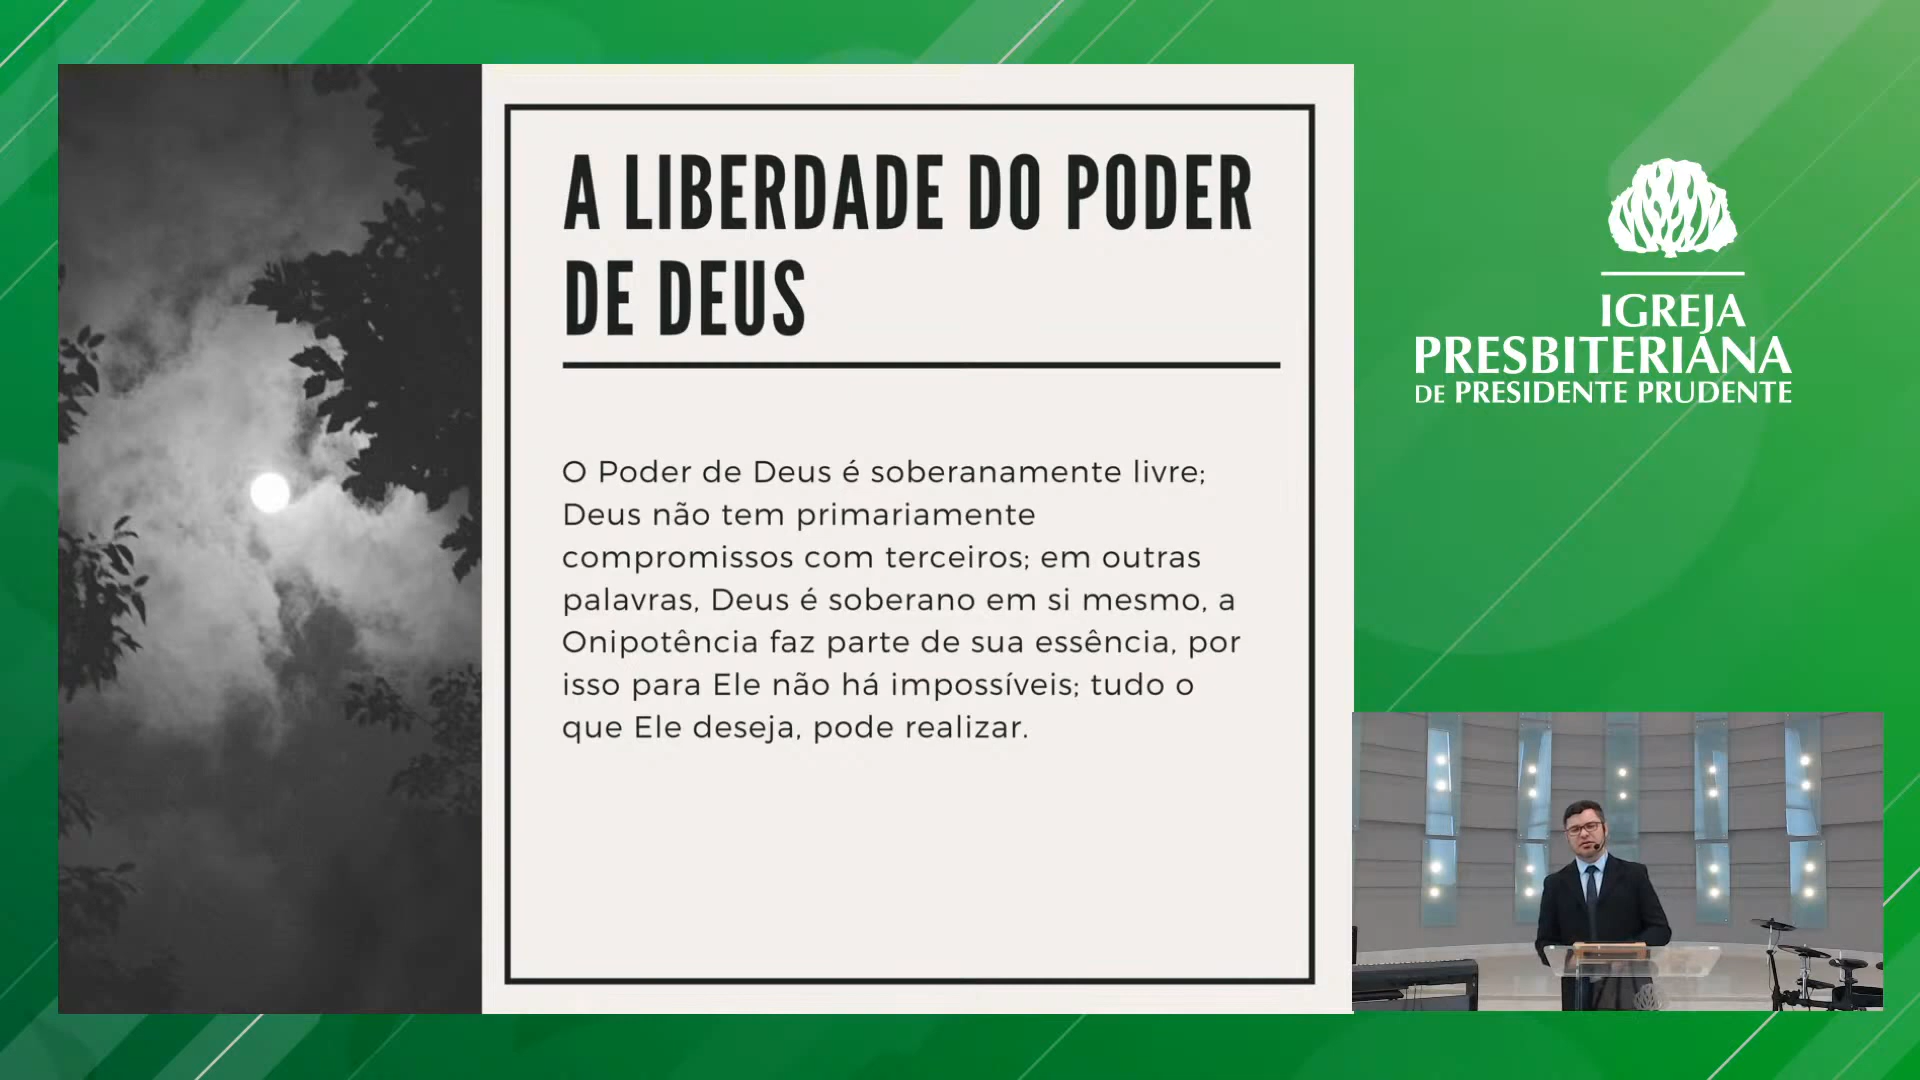 A LIBERDADE DO PODER
DE DEUS
O Poder de Deus é soberanamente livre;
Deus não tem primariamente
compromissos com terceiros; em outras
palavras, Deus é soberano em si mesmo, a
Onipotência faz parte de sua essência, por
isso para Ele não há impossíveis; tudo o
que Ele deseja, pode realizar.
IGREJA
PRESBITERIANA
DE PRESIDENTE PRUDENTE